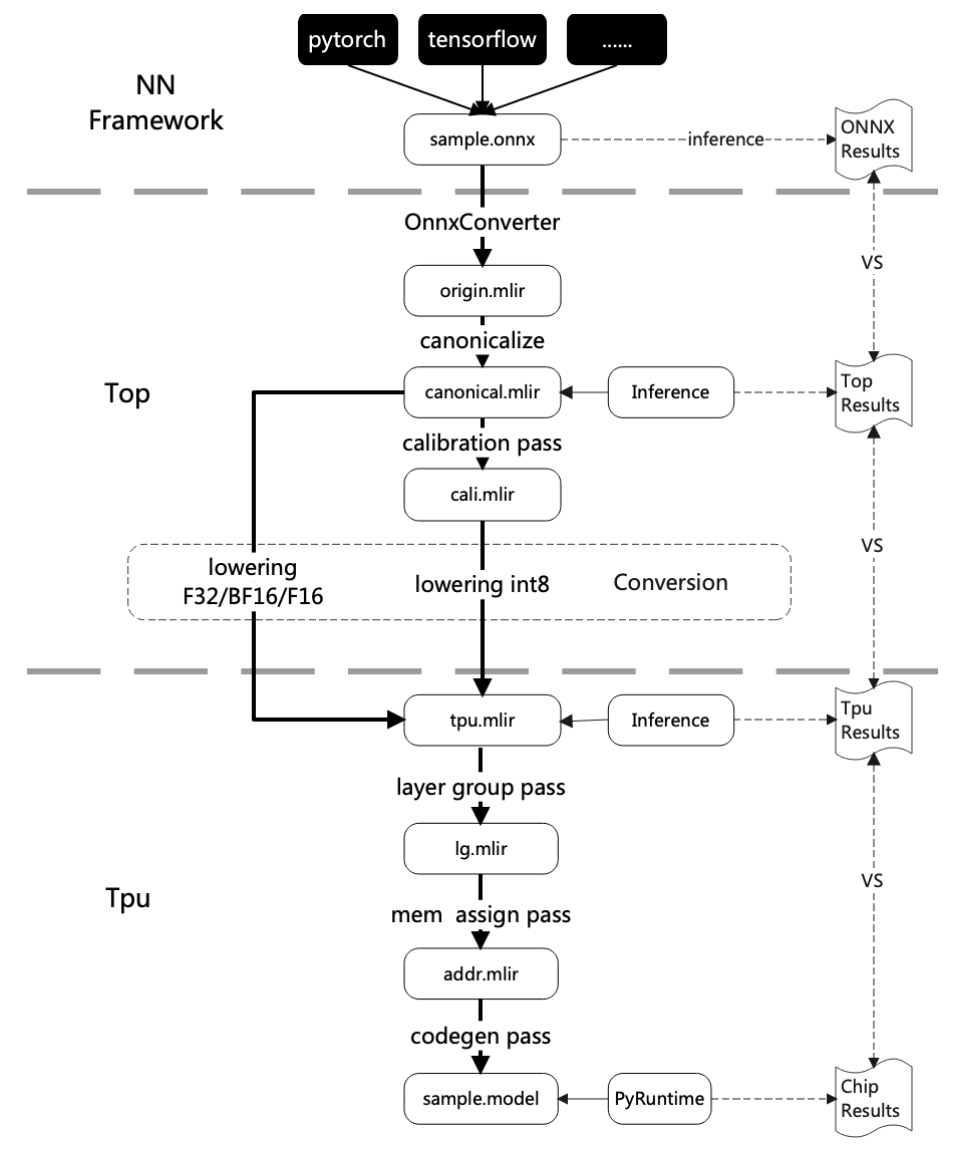 pytorch
tensorflow
......
NN
Framework
sample.onnx
inference
ONNX
Results
OnnxConverter
VS
origin.mlir
canonicalize
Top
canonical.mlir
Inference
Top
Results
calibration pass
cali.mlir
VS
lowering
F32/BF16/F16
lowering int8
Conversion
tpu.mlir
Inference
Tpu
Results
layer group pass
lg.mlir
Tpu
VS
mem assign pass
addr.mlir
codegen pass
sample.model
PyRuntime
Chip
Results